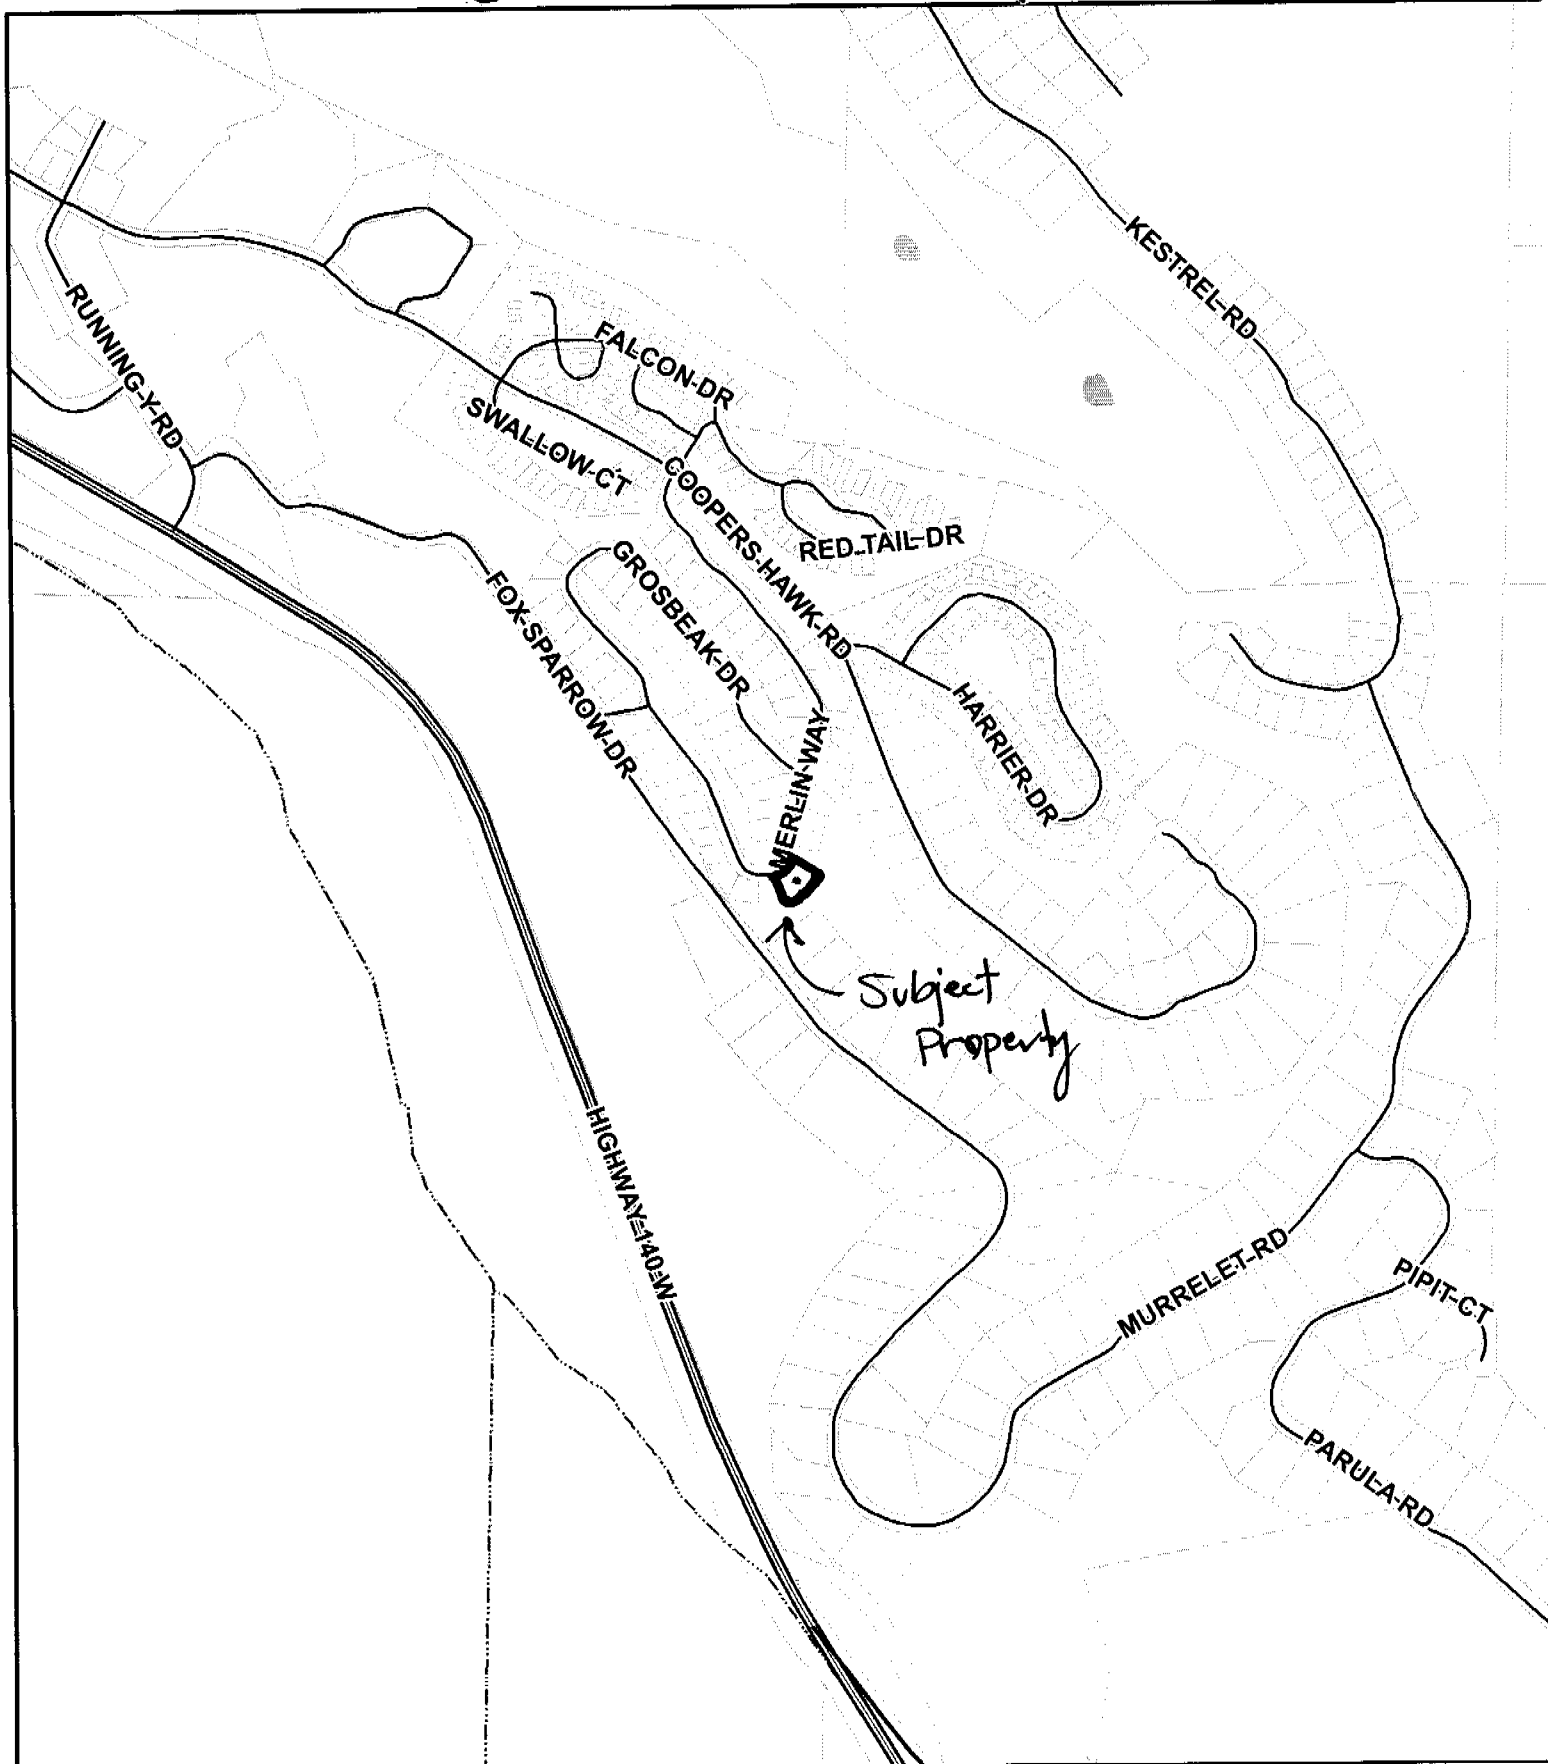 KESTREL-RD
RUNNING-Y-RD
FALCON-DR
SWALLOW-CT
COOPERS-HAWK-RD
RED-TAIL-DR
GROSBEAK-DR
FOX-SPARROW-DR
HARRIER-DR
MERLIN-WAY
Subject
Property
HIGHWAY-140-W
MURRELET-RD
PIPIT-CT
PARULA-RD